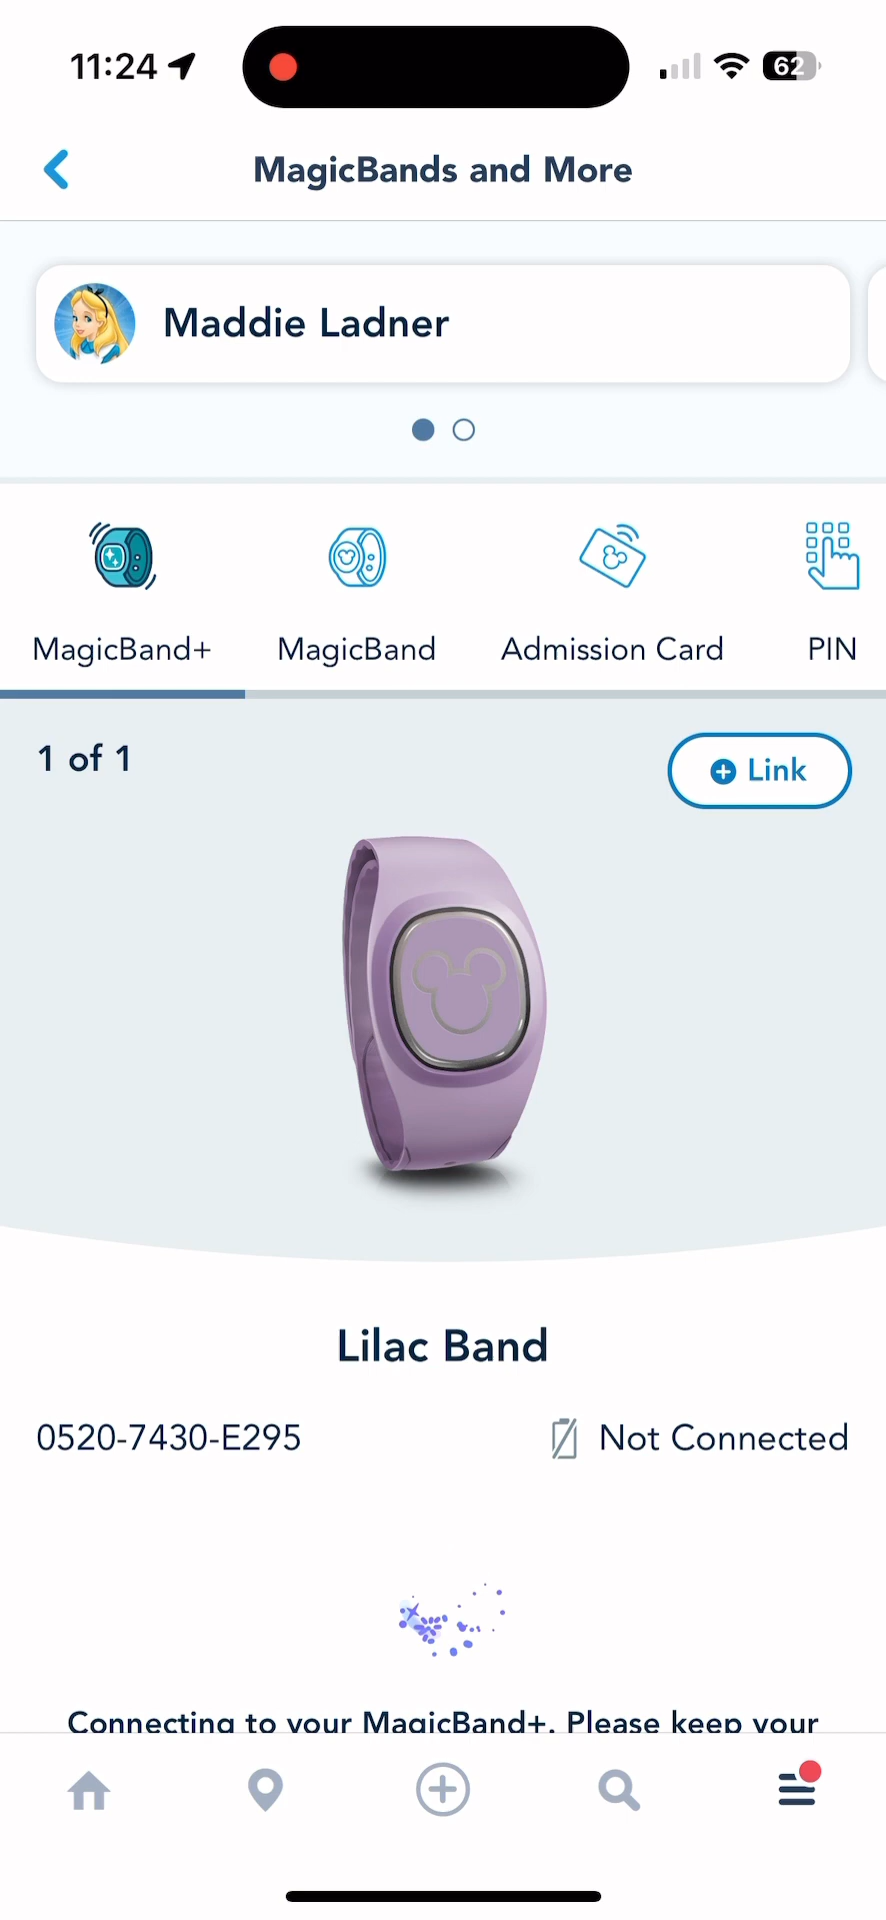 11:24
62
MagicBands and More
Maddie Ladner
MagicBand+
MagicBand
Admission Card
PIN
1 of 1
Link
Lilac Band
0520-7430-E295
Not Connected
Connecting to your MagicBand+. Please keep your